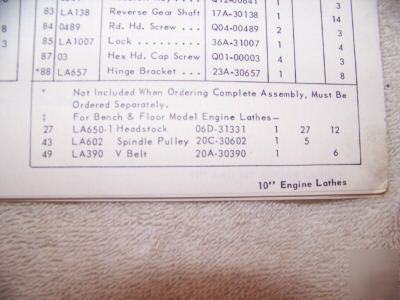 83 LA138 Reverse Gear Shaft 17A-30138 1 14
84 0489 Rd. Hd. Screw Q04-00489 2 3
85 LA1007 Lock 36A-31007 1 4
87 03 Hex Hd. Cap Screw Q01-00003 4 3
*88 LA657 Hinge Bracket 23A-30657 1 8
* Not Included When Ordering Complete Assembly, Must Be
Ordered Separately.
‡ For Bench & Floor Model Engine Lathes—
27 LA650-1 Headstock 06D-31331 1 27 12
43 LA602 Spindle Pulley 20C-30602 1 5
49 LA390 V Belt 20A-30390 1 6
10" Engine Lathes